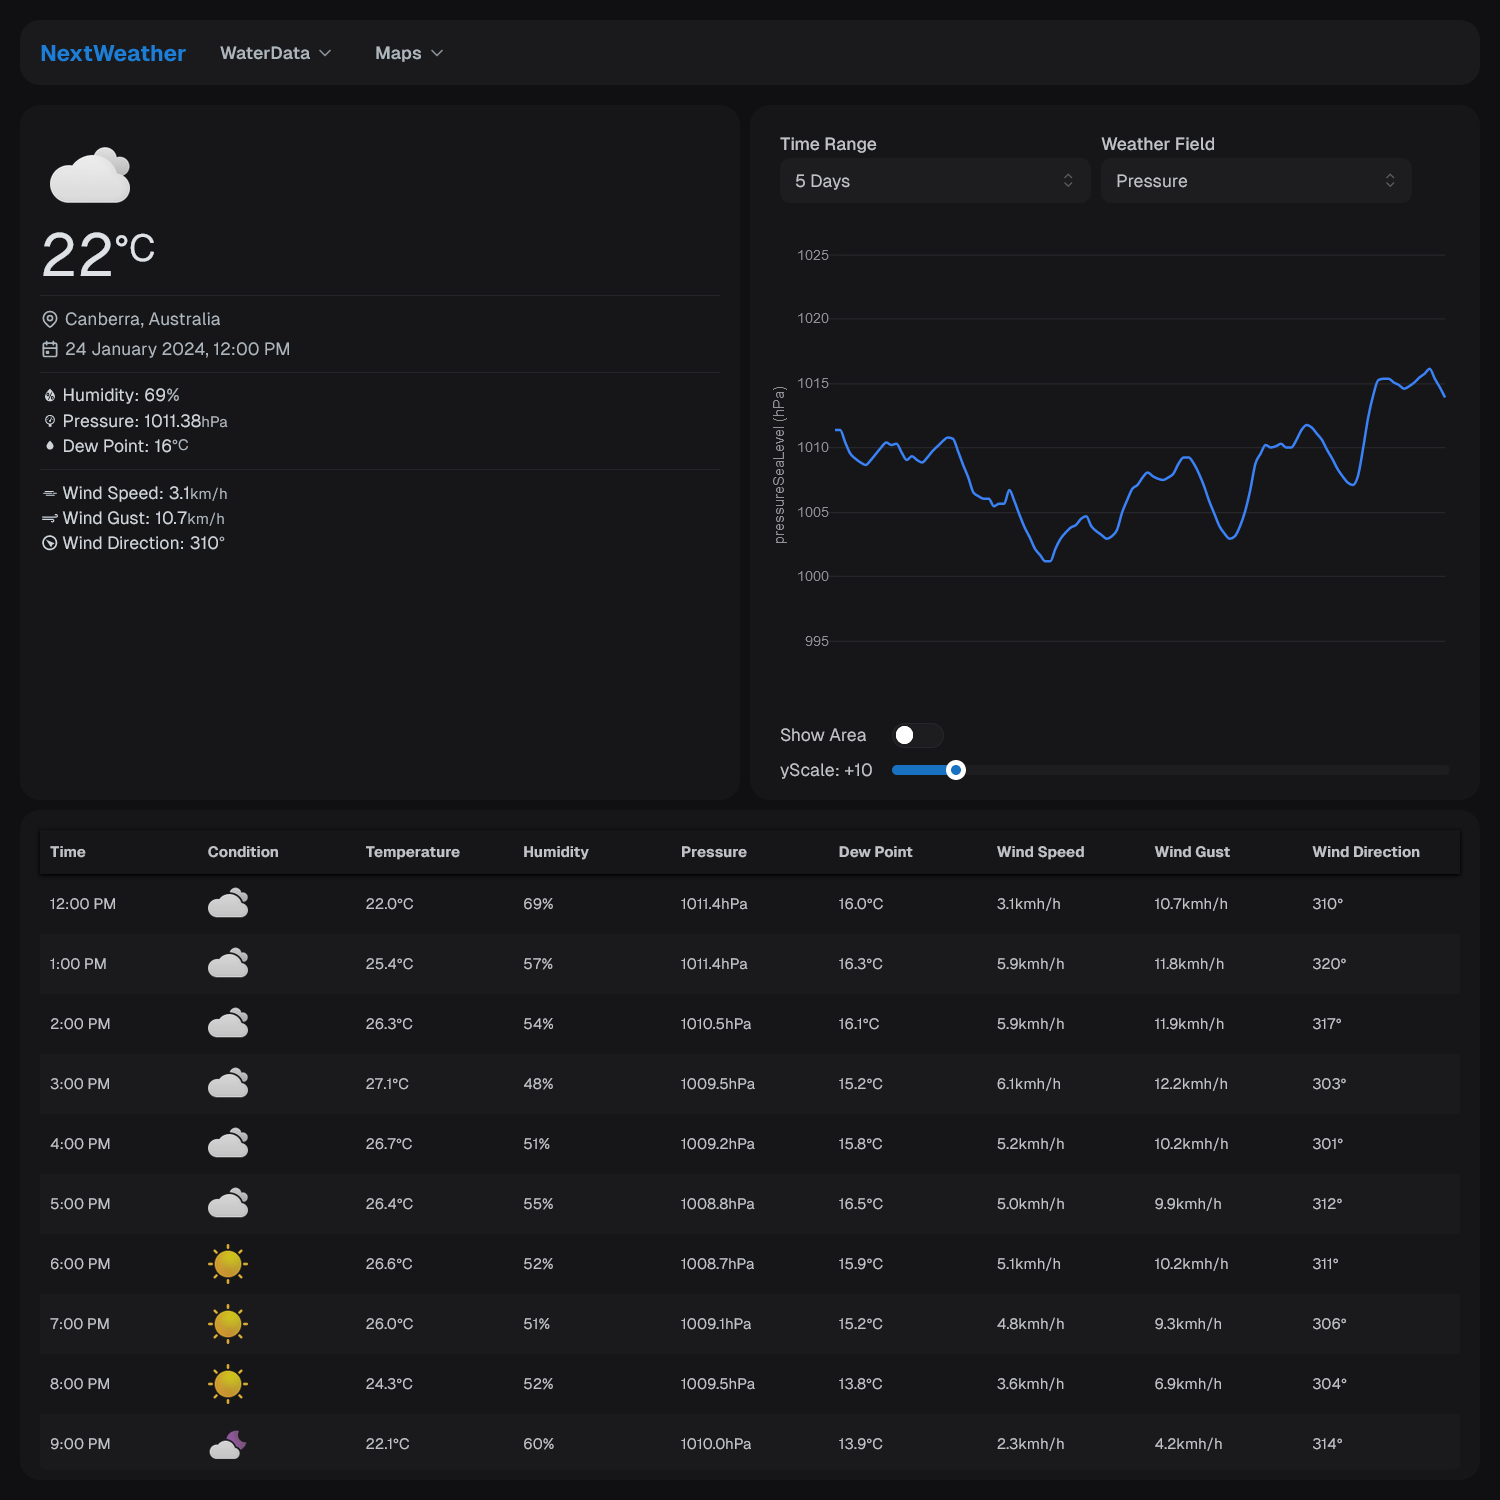 NextWeather WaterData Maps
22°C
Canberra, Australia
24 January 2024, 12:00 PM
Humidity: 69%
Pressure: 1011.38hPa
Dew Point: 16°C
Wind Speed: 3.1km/h
Wind Gust: 10.7km/h
Wind Direction: 310°
Time Range Weather Field
5 Days Pressure
pressureSeaLevel (hPa)
1025
1020
1015
1010
1005
1000
995
Show Area
yScale: +10
Time Condition Temperature Humidity Pressure Dew Point Wind Speed Wind Gust Wind Direction
12:00 PM 22.0°C 69% 1011.4hPa 16.0°C 3.1kmh/h 10.7kmh/h 310°
1:00 PM 25.4°C 57% 1011.4hPa 16.3°C 5.9kmh/h 11.8kmh/h 320°
2:00 PM 26.3°C 54% 1010.5hPa 16.1°C 5.9kmh/h 11.9kmh/h 317°
3:00 PM 27.1°C 48% 1009.5hPa 15.2°C 6.1kmh/h 12.2kmh/h 303°
4:00 PM 26.7°C 51% 1009.2hPa 15.8°C 5.2kmh/h 10.2kmh/h 301°
5:00 PM 26.4°C 55% 1008.8hPa 16.5°C 5.0kmh/h 9.9kmh/h 312°
6:00 PM 26.6°C 52% 1008.7hPa 15.9°C 5.1kmh/h 10.2kmh/h 311°
7:00 PM 26.0°C 51% 1009.1hPa 15.2°C 4.8kmh/h 9.3kmh/h 306°
8:00 PM 24.3°C 52% 1009.5hPa 13.8°C 3.6kmh/h 6.9kmh/h 304°
9:00 PM 22.1°C 60% 1010.0hPa 13.9°C 2.3kmh/h 4.2kmh/h 314°